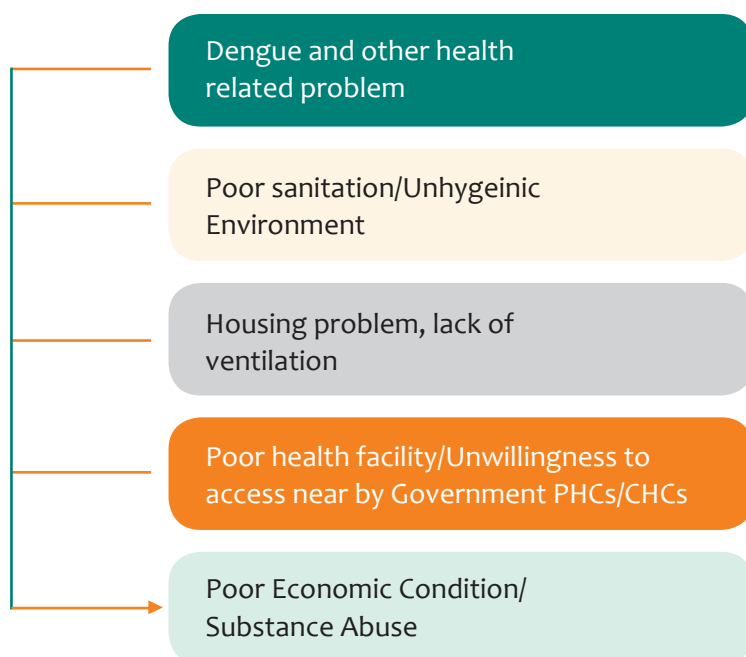 Dengue and other health
related problem
Poor sanitation/Unhygeinic
Environment
Housing problem, lack of
ventilation
Poor health facility/Unwillingness to
access near by Government PHCs/CHCs
Poor Economic Condition/
Substance Abuse